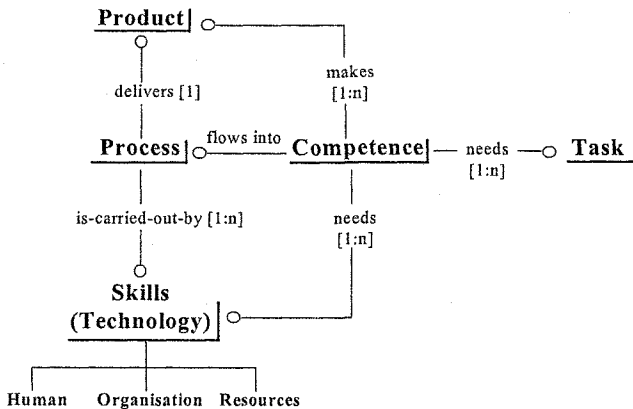 Product
makes
[1:n]
delivers [1]
flows into
Process
Competence
needs
[1:n]
Task
is-carried-out-by [1:n]
needs
[1:n]
Skills
(Technology)
Human Organisation Resources